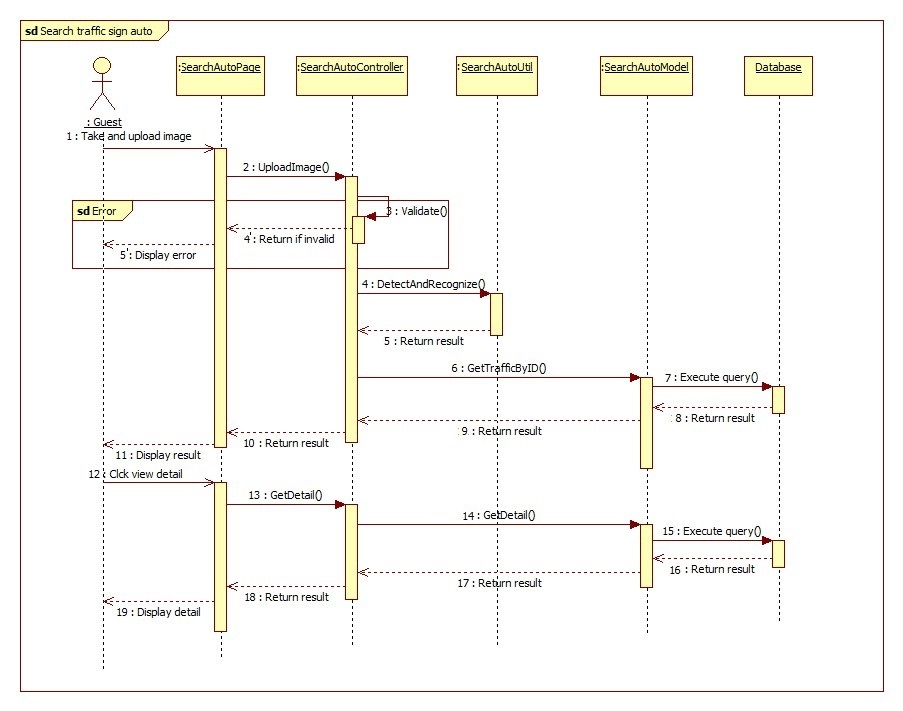 sd Search traffic sign auto
:SearchAutoPage
:SearchAutoController
:SearchAutoUtil
:SearchAutoModel
Database
: Guest
1 : Take and upload image
2 : UploadImage()
sd Error
3 : Validate()
4' : Return if invalid
5' : Display error
4 : DetectAndRecognize()
5 : Return result
6 : GetTrafficByID()
7 : Execute query()
8 : Return result
9 : Return result
10 : Return result
11 : Display result
12 : Clck view detail
13 : GetDetail()
14 : GetDetail()
15 : Execute query()
16 : Return result
17 : Return result
18 : Return result
19 : Display detail